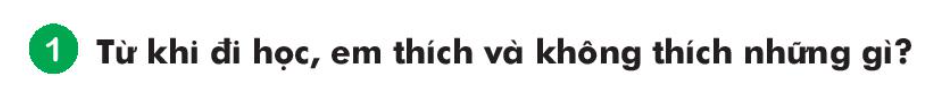 1 Từ khi đi học, em thích và không thích những gì?